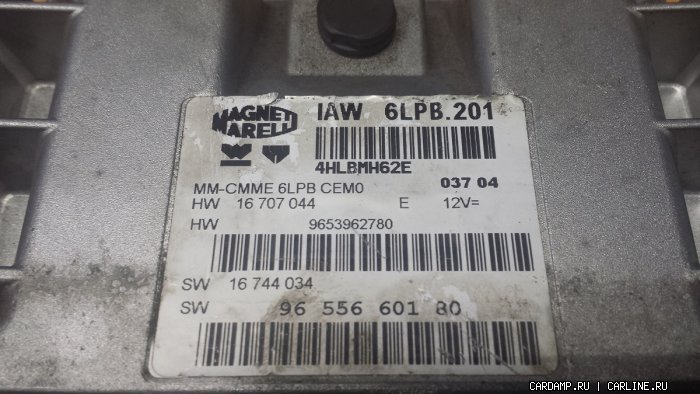 MAGNETI MARELLI
IAW 6LPB.201
4HLBMH62E
MM-CMME 6LPB CEM0 037 04
HW 16 707 044 E 12V=
HW 9653962780
SW 16 744 034
SW 96 556 601 80
CARDAMP.RU | CARLINE.RU